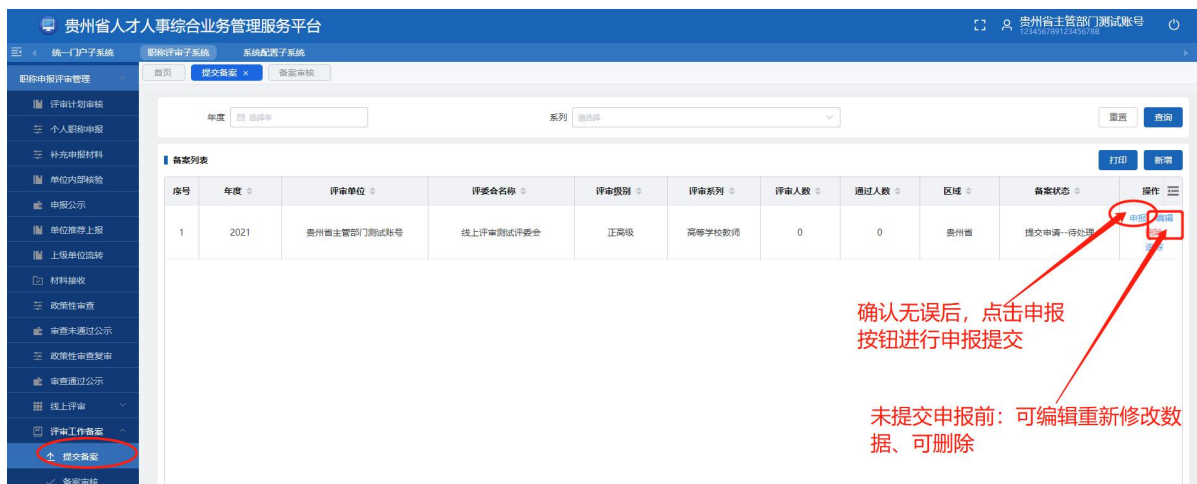 贵州省人才人事综合业务管理服务平台
贵州省主管部门测试账号
12345678912345678B
统一门户子系统 职称评审子系统 系统配置子系统
职称申报评审管理
首页 提交备案 × 备案审核
评审计划审核
个人职称申报
补充申报材料
单位内部核验
申报公示
单位推荐上报
上级单位流转
材料接收
政策性审查
审查未通过公示
政策性审查复审
审查通过公示
线上评审
评审工作备案
提交备案
备案审核
年度 选择年 系列 请选择 重置 查询
备案列表 打印 新增
序号 年度 评审单位 评委会名称 评审级别 评审系列 评审人数 通过人数 区域 备案状态 操作
1 2021 贵州省主管部门测试账号 线上评审测试评委会 正高级 高等学校教师 0 0 贵州省 提交申请--待处理 申报 编辑
删除
确认无误后，点击申报
按钮进行申报提交
未提交申报前：可编辑重新修改数
据、可删除